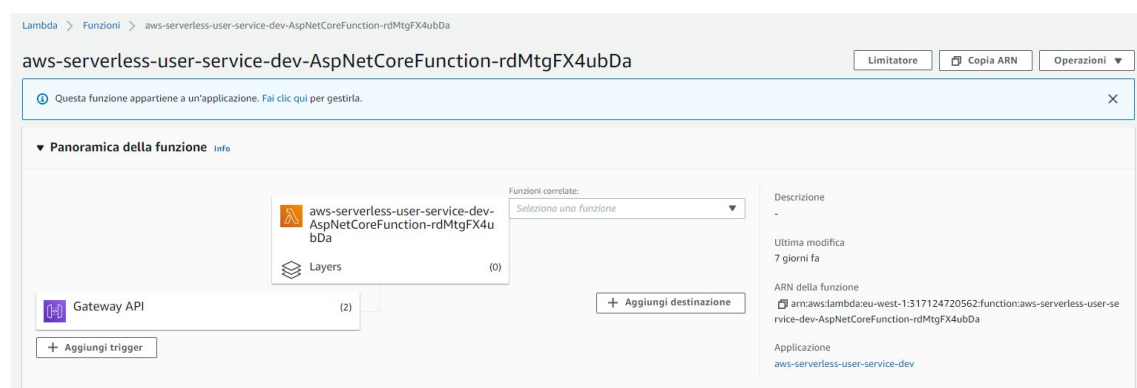 Lambda > Funzioni > aws-serverless-user-service-dev-AspNetCoreFunction-rdMtgFX4ubDa
aws-serverless-user-service-dev-AspNetCoreFunction-rdMtgFX4ubDa
Limitatore
Copia ARN
Operazioni
Questa funzione appartiene a un'applicazione. Fai clic qui per gestirla.
Panoramica della funzione Info
aws-serverless-user-service-dev-
AspNetCoreFunction-rdMtgFX4u
bDa
Layers (0)
Funzioni correlate:
Seleziona una funzione
Gateway API (2)
+ Aggiungi trigger
+ Aggiungi destinazione
Descrizione
-
Ultima modifica
7 giorni fa
ARN della funzione
arn:aws:lambda:eu-west-1:317124720562:function:aws-serverless-user-se
rvice-dev-AspNetCoreFunction-rdMtgFX4ubDa
Applicazione
aws-serverless-user-service-dev